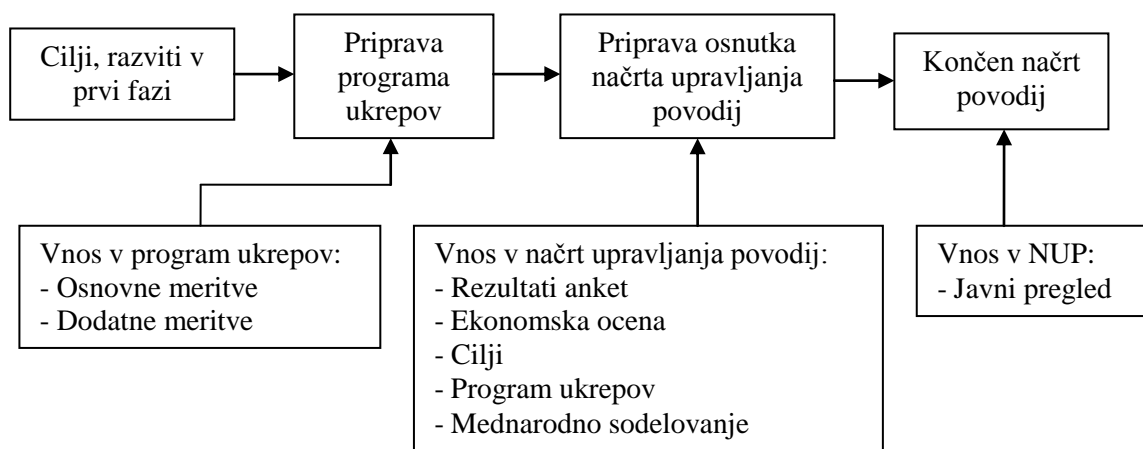 Cilji, razviti v
prvi fazi
Priprava
programa
ukrepov
Priprava osnutka
načrta upravljanja
povodij
Končen načrt
povodij
Vnos v program ukrepov:
- Osnovne meritve
- Dodatne meritve
Vnos v načrt upravljanja povodij:
- Rezultati anket
- Ekonomska ocena
- Cilji
- Program ukrepov
- Mednarodno sodelovanje
Vnos v NUP:
- Javni pregled